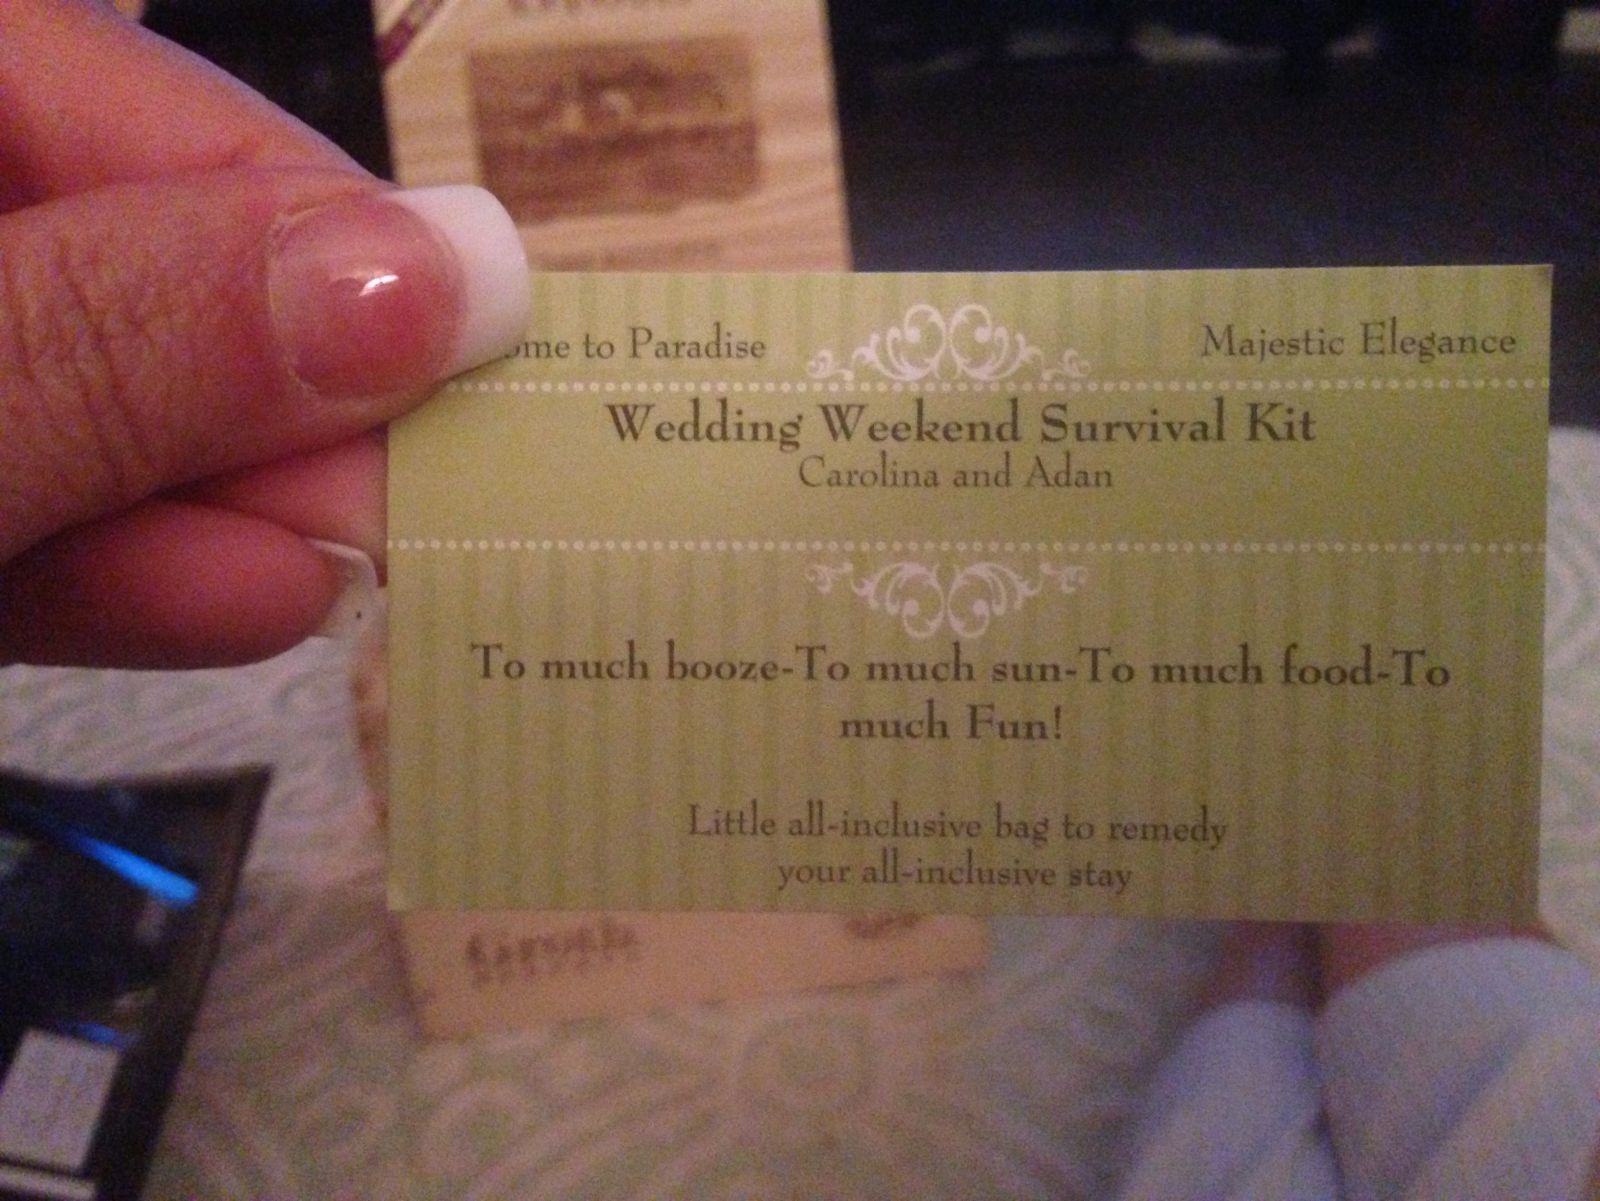 to Paradise
Majestic Elegance
Wedding Weekend Survival Kit
Carolina and Adan
To much booze-To much sun-To much food-To
much Fun!
Little all-inclusive bag to remedy
your all-inclusive stay